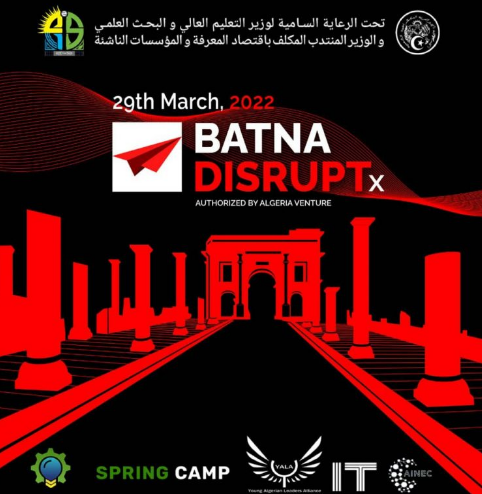 تحت الرعاية السامية لوزير التعليم العالي و البحث العلمي
و الوزير المنتدب المكلف باقتصاد المعرفة و المؤسسات الناشئة
29th March, 2022
BATNA
DISRUPTx
AUTHORIZED BY ALGERIA VENTURE
SPRING CAMP
YALA
Young Algerian Leaders Alliance
IT
AINEC